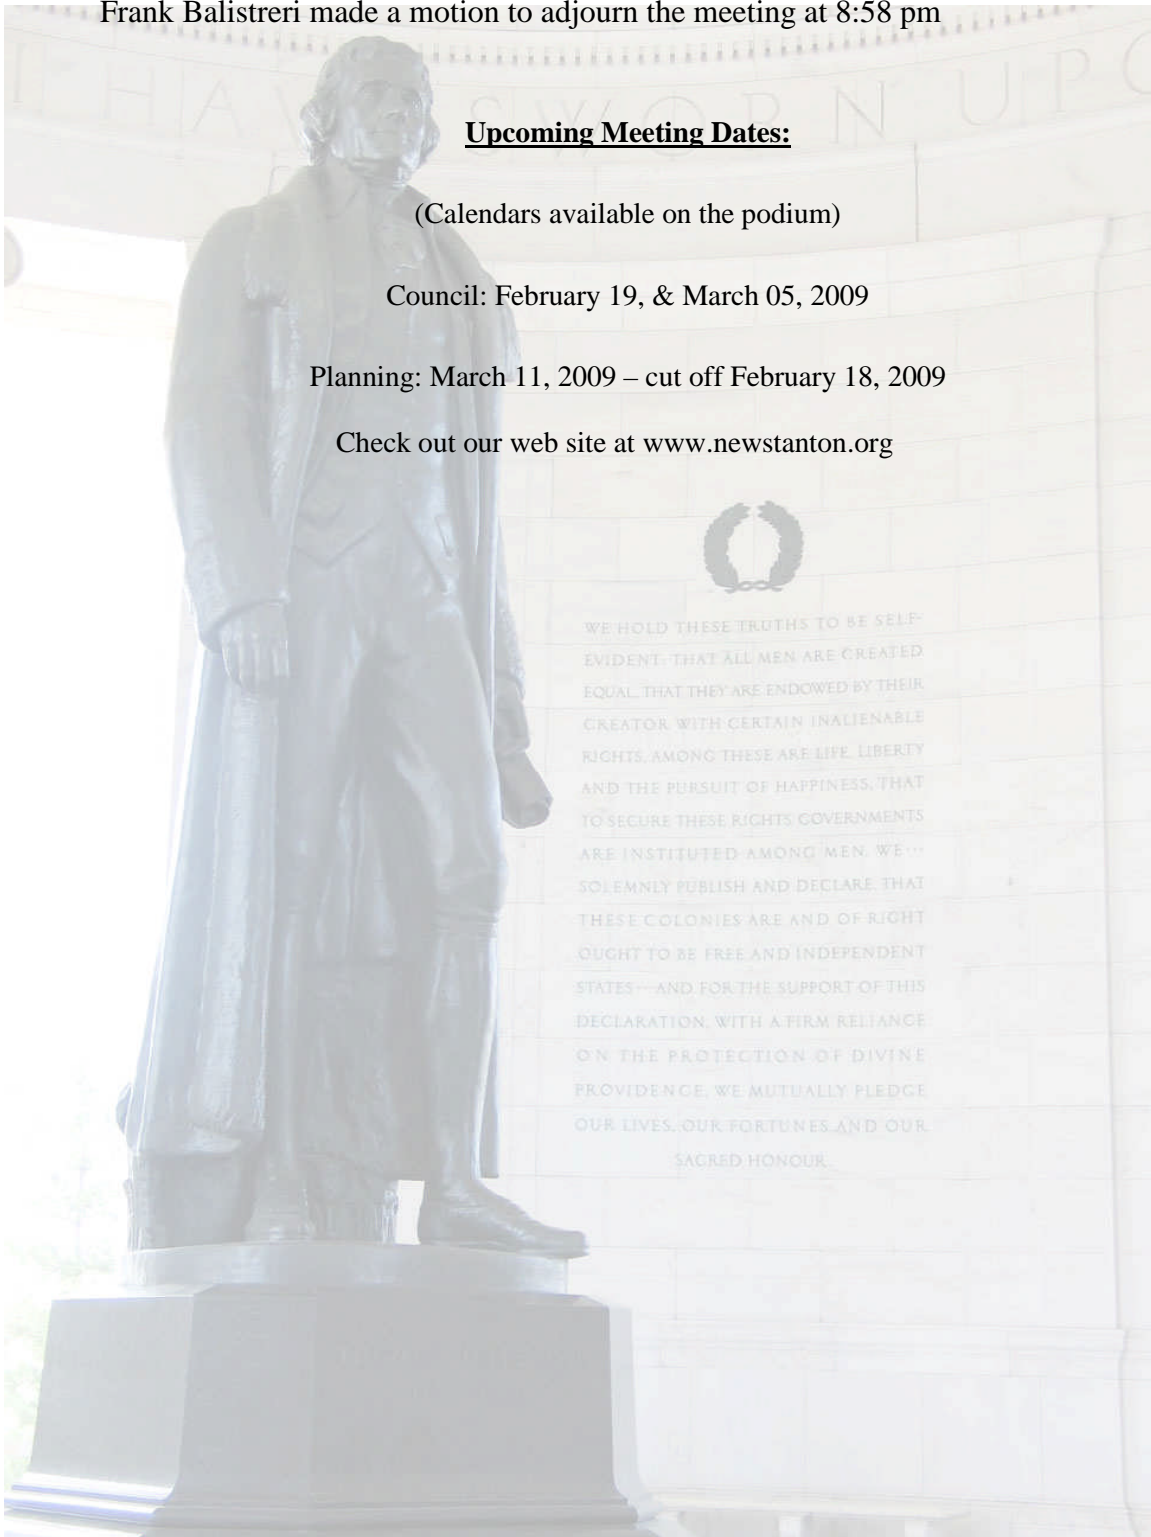 Frank Balistreri made a motion to adjourn the meeting at 8:58 pm
I HAVE SWORN UPO
Upcoming Meeting Dates:
(Calendars available on the podium)
Council: February 19, & March 05, 2009
Planning: March 11, 2009 – cut off February 18, 2009
Check out our web site at www.newstanton.org
WE HOLD THESE TRUTHS TO BE SELF-
EVIDENT: THAT ALL MEN ARE CREATED
EQUAL, THAT THEY ARE ENDOWED BY THEIR
CREATOR WITH CERTAIN INALIENABLE
RIGHTS, AMONG THESE ARE LIFE, LIBERTY
AND THE PURSUIT OF HAPPINESS, THAT
TO SECURE THESE RIGHTS GOVERNMENTS
ARE INSTITUTED AMONG MEN. WE···
SOLEMNLY PUBLISH AND DECLARE, THAT
THESE COLONIES ARE AND OF RIGHT
OUGHT TO BE FREE AND INDEPENDENT
STATES···AND FOR THE SUPPORT OF THIS
DECLARATION, WITH A FIRM RELIANCE
ON THE PROTECTION OF DIVINE
PROVIDENCE, WE MUTUALLY PLEDGE
OUR LIVES, OUR FORTUNES AND OUR
SACRED HONOUR.